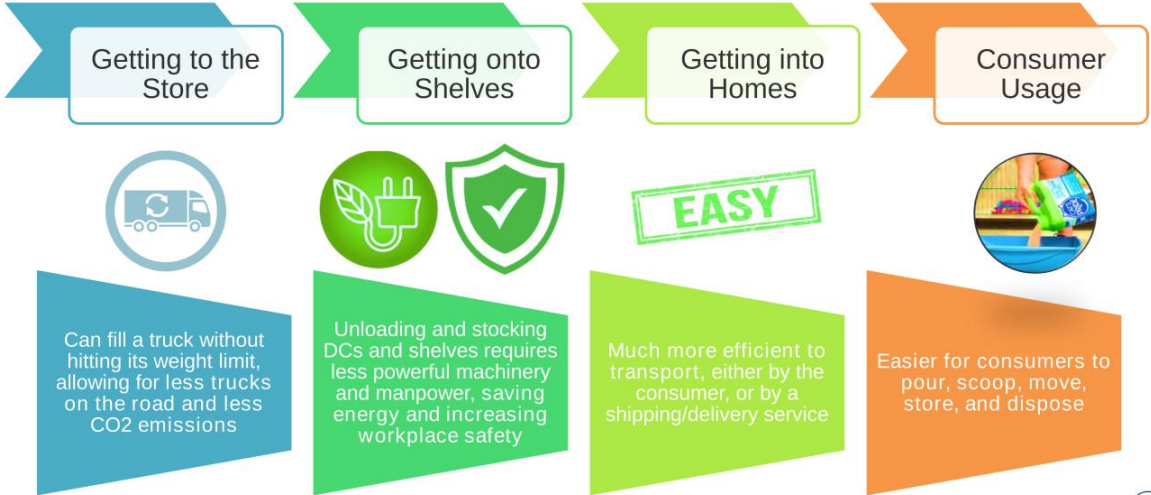 Getting to the
Store
Getting onto
Shelves
Getting into
Homes
Consumer
Usage
EASY
Can fill a truck without
hitting its weight limit,
allowing for less trucks
on the road and less
CO2 emissions
Unloading and stocking
DCs and shelves requires
less powerful machinery
and manpower, saving
energy and increasing
workplace safety
Much more efficient to
transport, either by the
consumer, or by a
shipping/delivery service
Easier for consumers to
pour, scoop, move,
store, and dispose